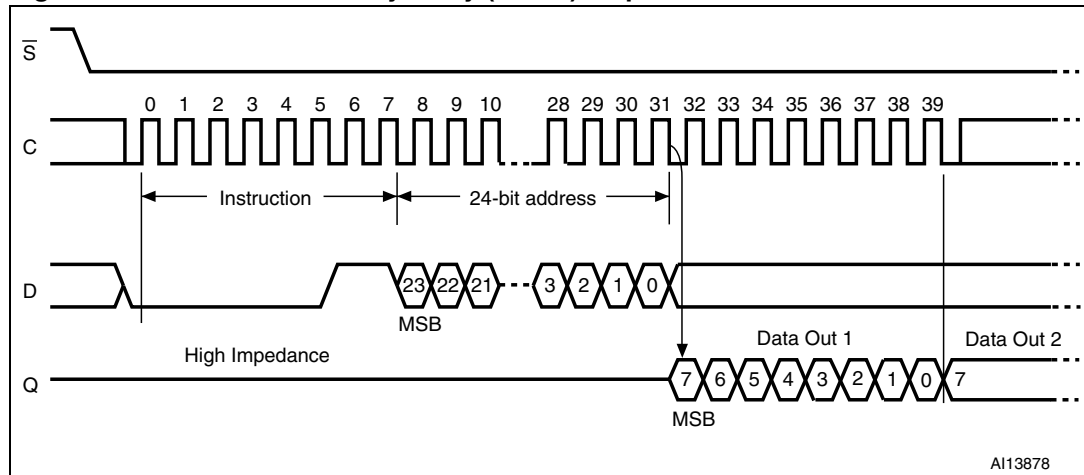 S
0 1 2 3 4 5 6 7 8 9 10 28 29 30 31 32 33 34 35 36 37 38 39
C
Instruction 24-bit address
D 23 22 21 3 2 1 0
MSB
High Impedance Data Out 1 Data Out 2
Q 7 6 5 4 3 2 1 0 7
MSB
AI13878